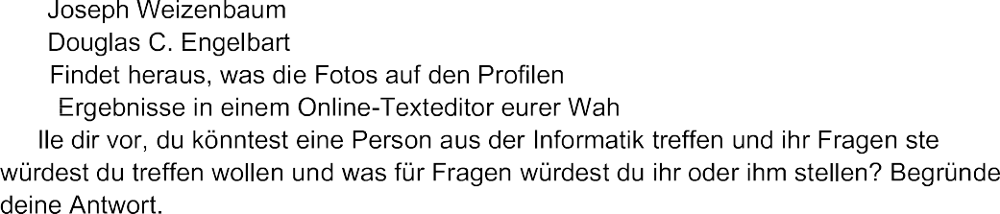 Joseph Weizenbaum
Douglas C. Engelbart
Findet heraus, was die Fotos auf den Profilen
Ergebnisse in einem Online-Texteditor eurer Wah
lle dir vor, du könntest eine Person aus der Informatik treffen und ihr Fragen ste
würdest du treffen wollen und was für Fragen würdest du ihr oder ihm stellen? Begründe
deine Antwort.